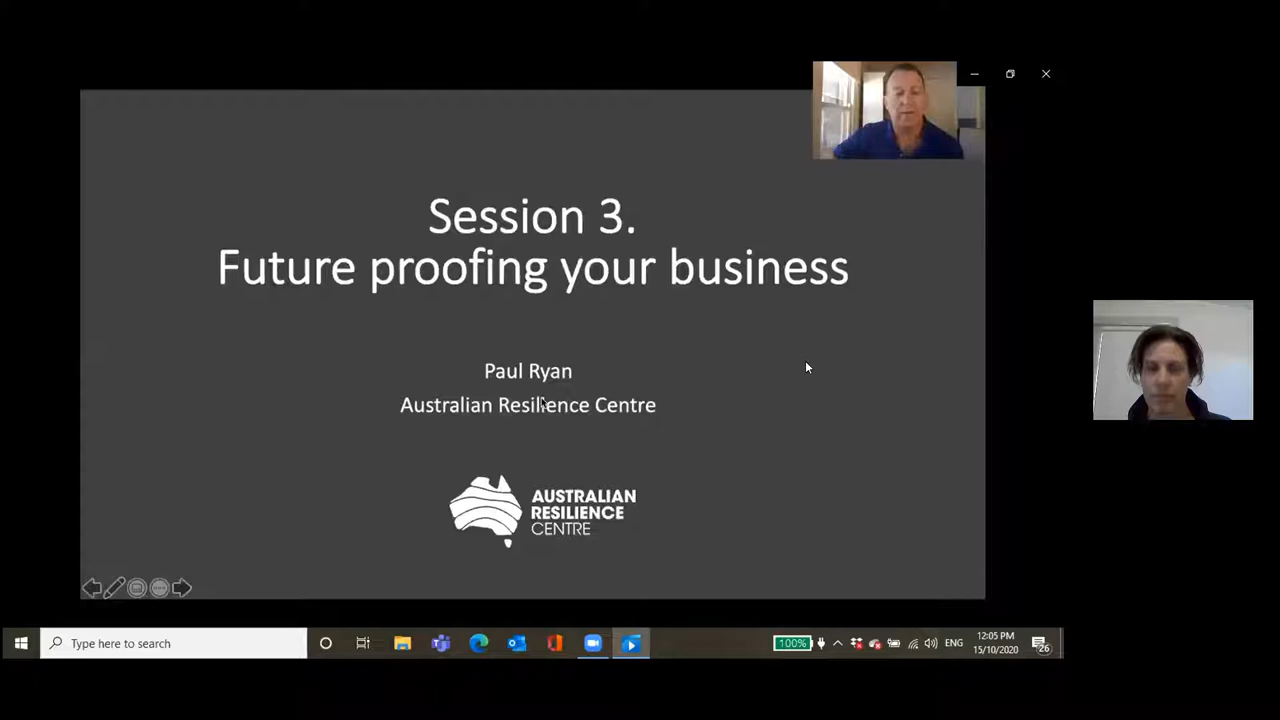 Session 3.
Future proofing your business
Paul Ryan
Australian Resilience Centre
AUSTRALIAN
RESILIENCE
CENTRE
Type here to search
100%
ENG
12:05 PM
15/10/2020
26